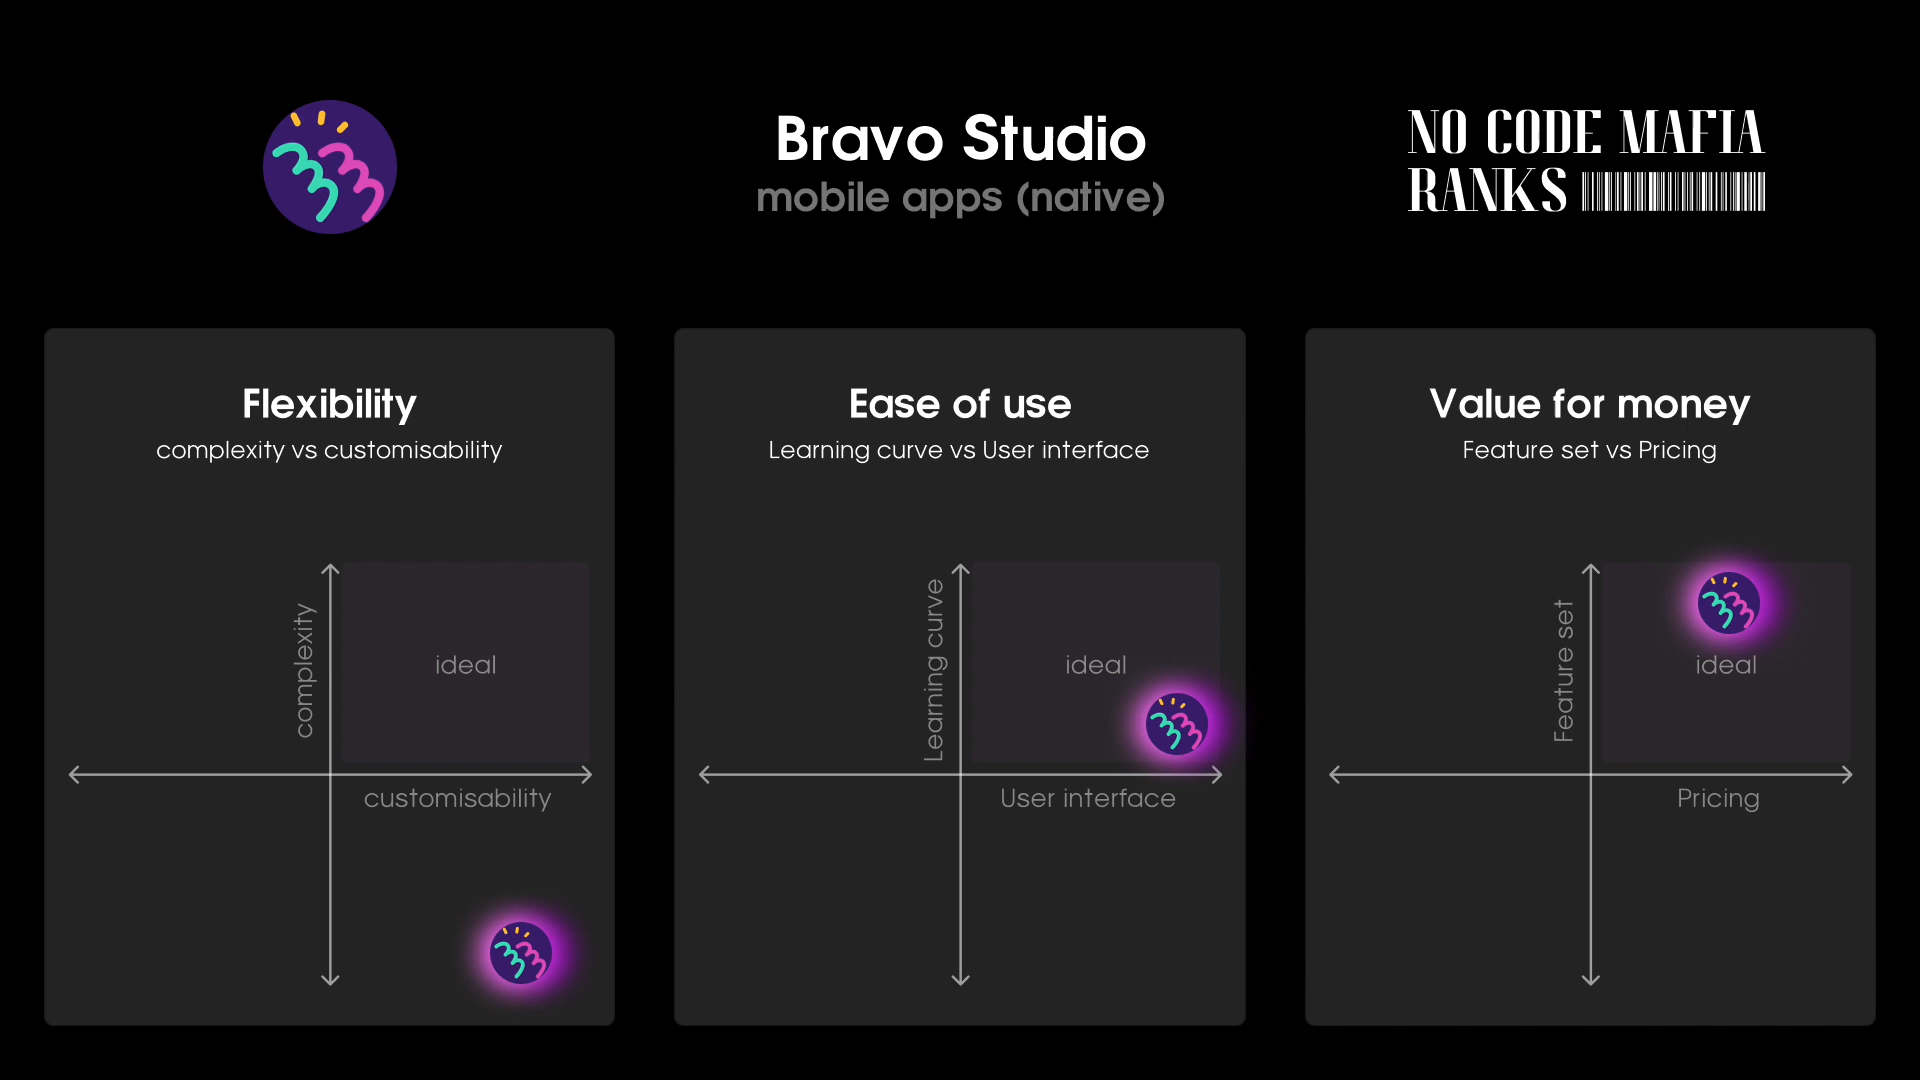 Bravo Studio
mobile apps (native)
NO CODE MAFIA
RANKS
Flexibility
complexity vs customisability
complexity
ideal
customisability
Ease of use
Learning curve vs User interface
Learning curve
ideal
User interface
Value for money
Feature set vs Pricing
Feature set
ideal
Pricing